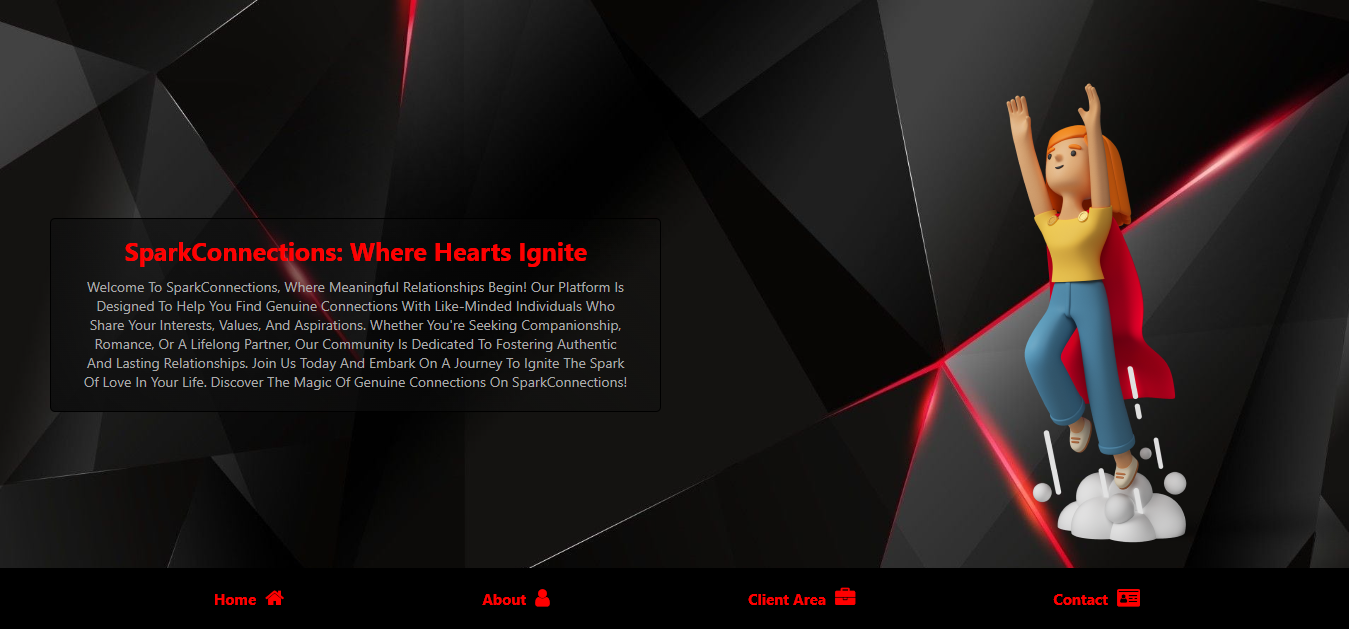 SparkConnections: Where Hearts Ignite
Welcome To SparkConnections, Where Meaningful Relationships Begin! Our Platform Is
Designed To Help You Find Genuine Connections With Like-Minded Individuals Who
Share Your Interests, Values, And Aspirations. Whether You're Seeking Companionship,
Romance, Or A Lifelong Partner, Our Community Is Dedicated To Fostering Authentic
And Lasting Relationships. Join Us Today And Embark On A Journey To Ignite The Spark
Of Love In Your Life. Discover The Magic Of Genuine Connections On SparkConnections!
Home About Client Area Contact